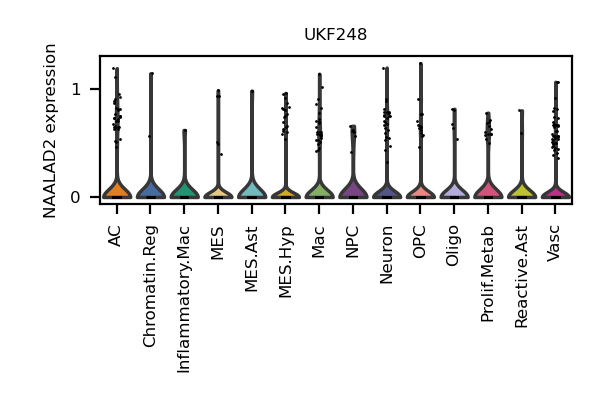 UKF248
NAALAD2 expression
1
0
AC
Chromatin.Reg
Inflammatory.Mac
MES
MES.Ast
MES.Hyp
Mac
NPC
Neuron
OPC
Oligo
Prolif.Metab
Reactive.Ast
Vasc